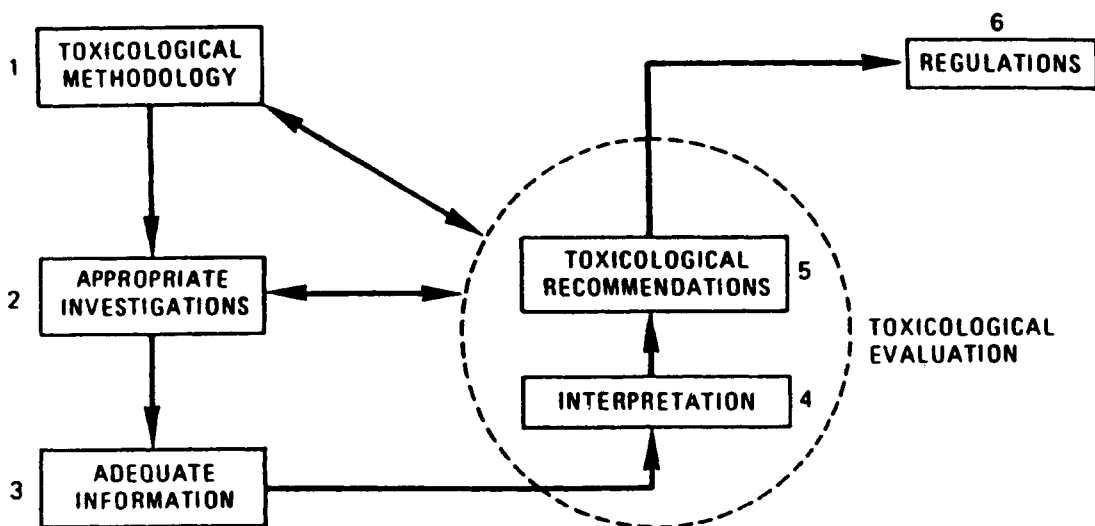 1
TOXICOLOGICAL
METHODOLOGY
2
APPROPRIATE
INVESTIGATIONS
3
ADEQUATE
INFORMATION
INTERPRETATION
4
TOXICOLOGICAL
RECOMMENDATIONS
5
TOXICOLOGICAL
EVALUATION
6
REGULATIONS